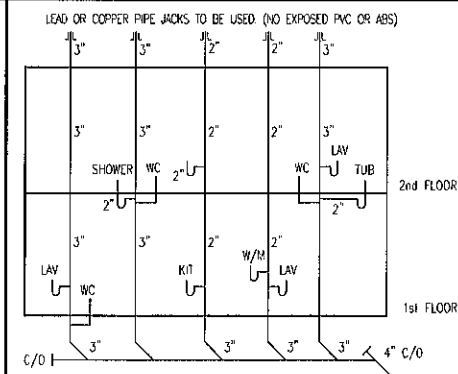 LEAD OR COPPER PIPE JACKS TO BE USED. (NO EXPOSED PVC OR ABS)
3" 3" 2" 2" 3"
3" 3" 2" 2" 3"
LAV
SHOWER WC 2" WC TUB
2nd FLOOR
2" 2"
3" 3" 2" 2"
W/M
LAV KIT LAV
WC
1st FLOOR
3" 3" 3" 3" 3" 4" C/O
C/O